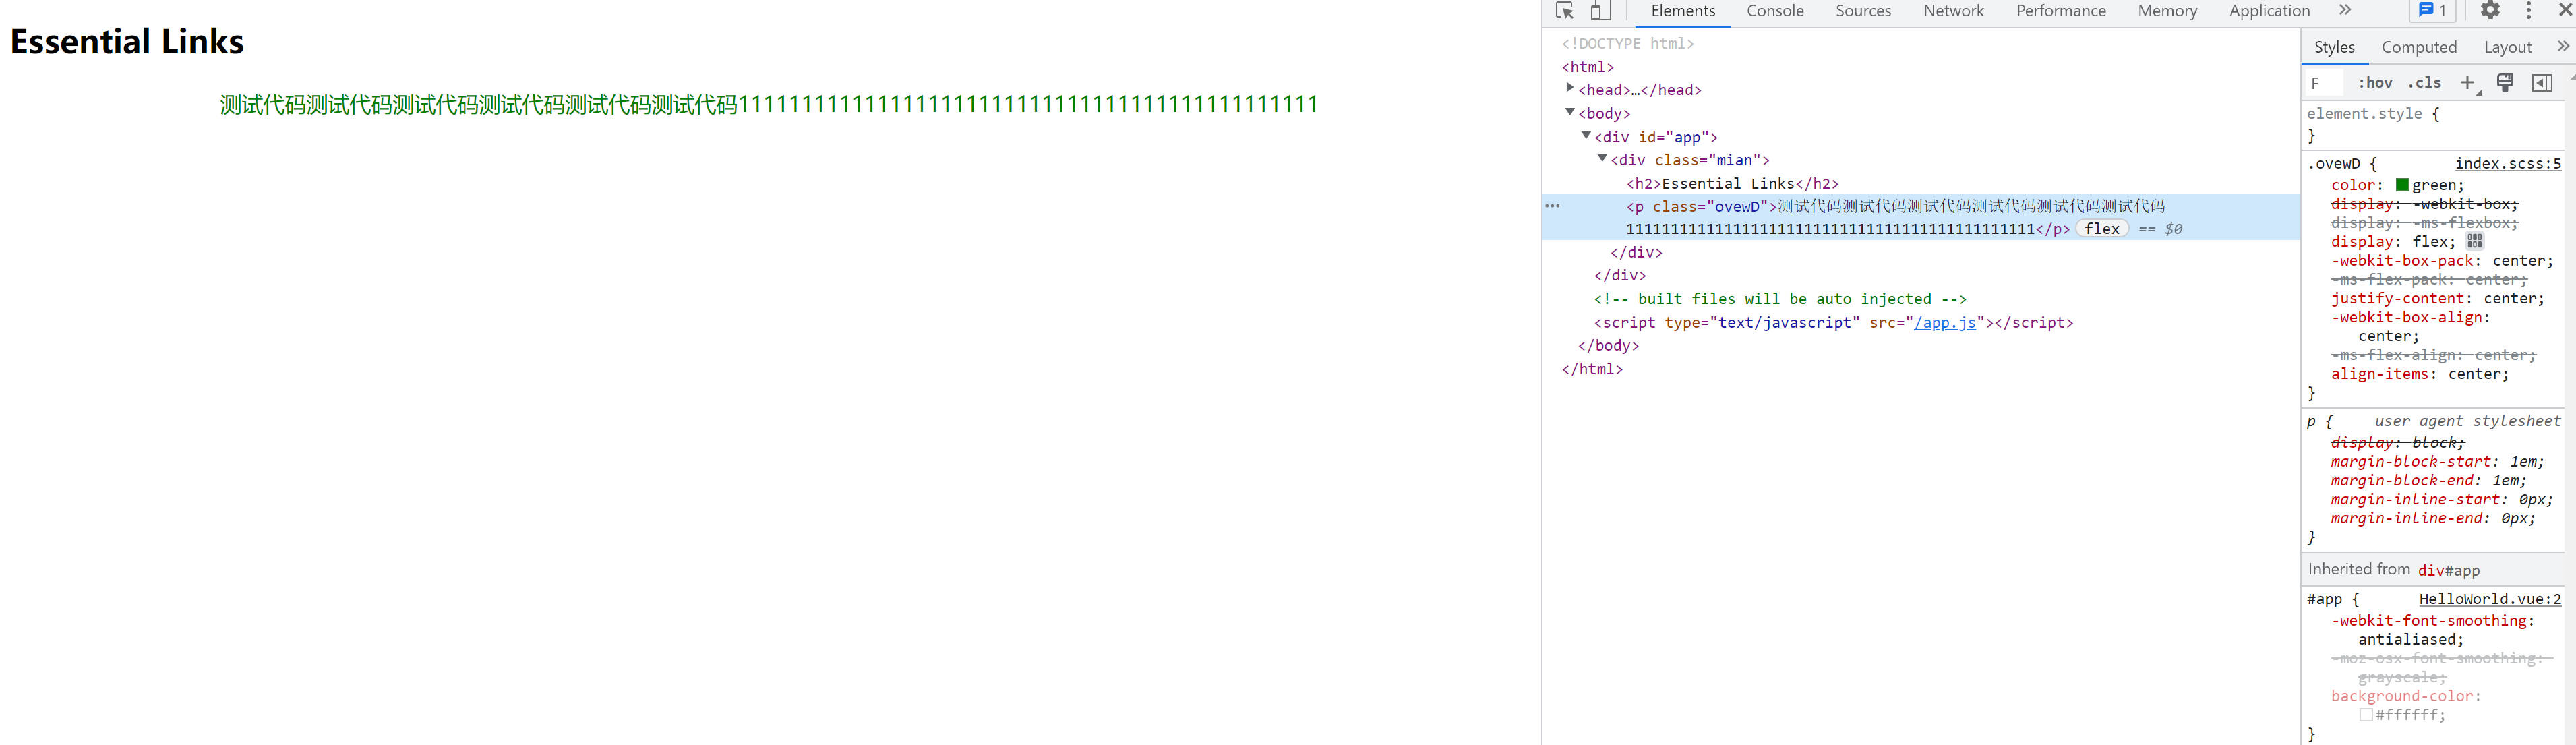 Essential Links
测试代码测试代码测试代码测试代码测试代码测试代码1111111111111111111111111111111111111111111111
Elements Console Sources Network Performance Memory Application » 1
<!DOCTYPE html>
<html>
<head>…</head>
<body>
<div id="app">
<div class="mian">
<h2>Essential Links</h2>
<p class="ovewD">测试代码测试代码测试代码测试代码测试代码测试代码
1111111111111111111111111111111111111111111111</p> flex == $0
</div>
</div>
<!-- built files will be auto injected -->
<script type="text/javascript" src="/app.js"></script>
</body>
</html>
Styles Computed Layout »
F :hov .cls +
element.style {
}
.ovewD { index.scss:5
color: green;
display: -webkit-box;
display: -ms-flexbox;
display: flex;
-webkit-box-pack: center;
-ms-flex-pack: center;
justify-content: center;
-webkit-box-align:
center;
-ms-flex-align: center;
align-items: center;
}
p { user agent stylesheet
display: block;
margin-block-start: 1em;
margin-block-end: 1em;
margin-inline-start: 0px;
margin-inline-end: 0px;
}
Inherited from div#app
#app { HelloWorld.vue:2
-webkit-font-smoothing:
antialiased;
-moz-osx-font-smoothing:
grayscale;
background-color:
#ffffff;
}